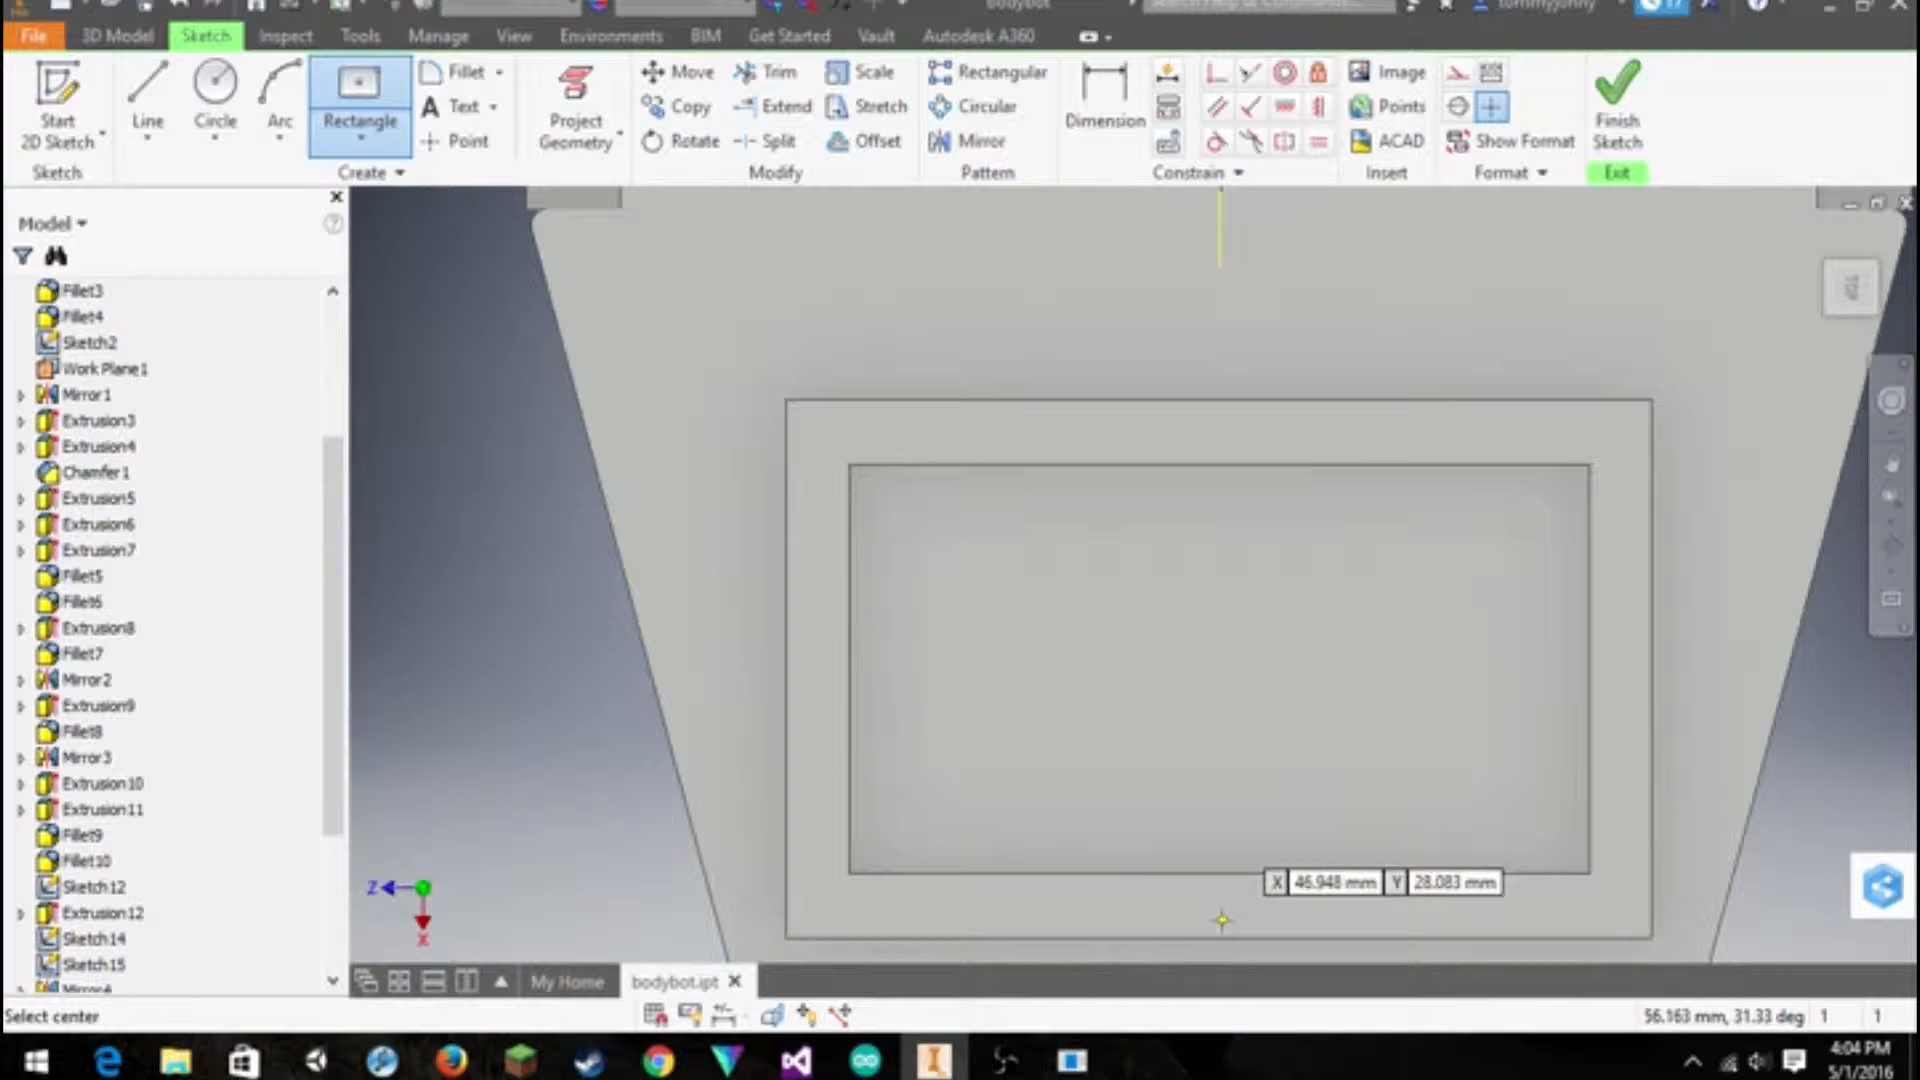 bodybot
tommyjonny
File 3D Model Sketch Inspect Tools Manage View Environments BIM Get Started Vault Autodesk A360
Start 2D Sketch
Line
Circle
Arc
Rectangle
Fillet
Text
Point
Project Geometry
Move
Copy
Rotate
Trim
Extend
Split
Scale
Stretch
Offset
Rectangular
Circular
Mirror
Dimension
Image
Points
ACAD
Show Format
Finish Sketch
Sketch
Create
Modify
Pattern
Constrain
Insert
Format
Exit
Model
Fillet3
Fillet4
Sketch2
Work Plane1
Mirror1
Extrusion3
Extrusion4
Chamfer1
Extrusion5
Extrusion6
Extrusion7
Fillet5
Fillet6
Extrusion8
Fillet7
Mirror2
Extrusion9
Fillet8
Mirror3
Extrusion10
Extrusion11
Fillet9
Fillet10
Sketch12
Extrusion12
Sketch14
Sketch15
Mirror4
TOP
X 46.948 mm Y 28.083 mm
Z
X
My Home
bodybot.ipt
Select center
56.163 mm, 31.33 deg 1 1
4:04 PM
5/1/2016